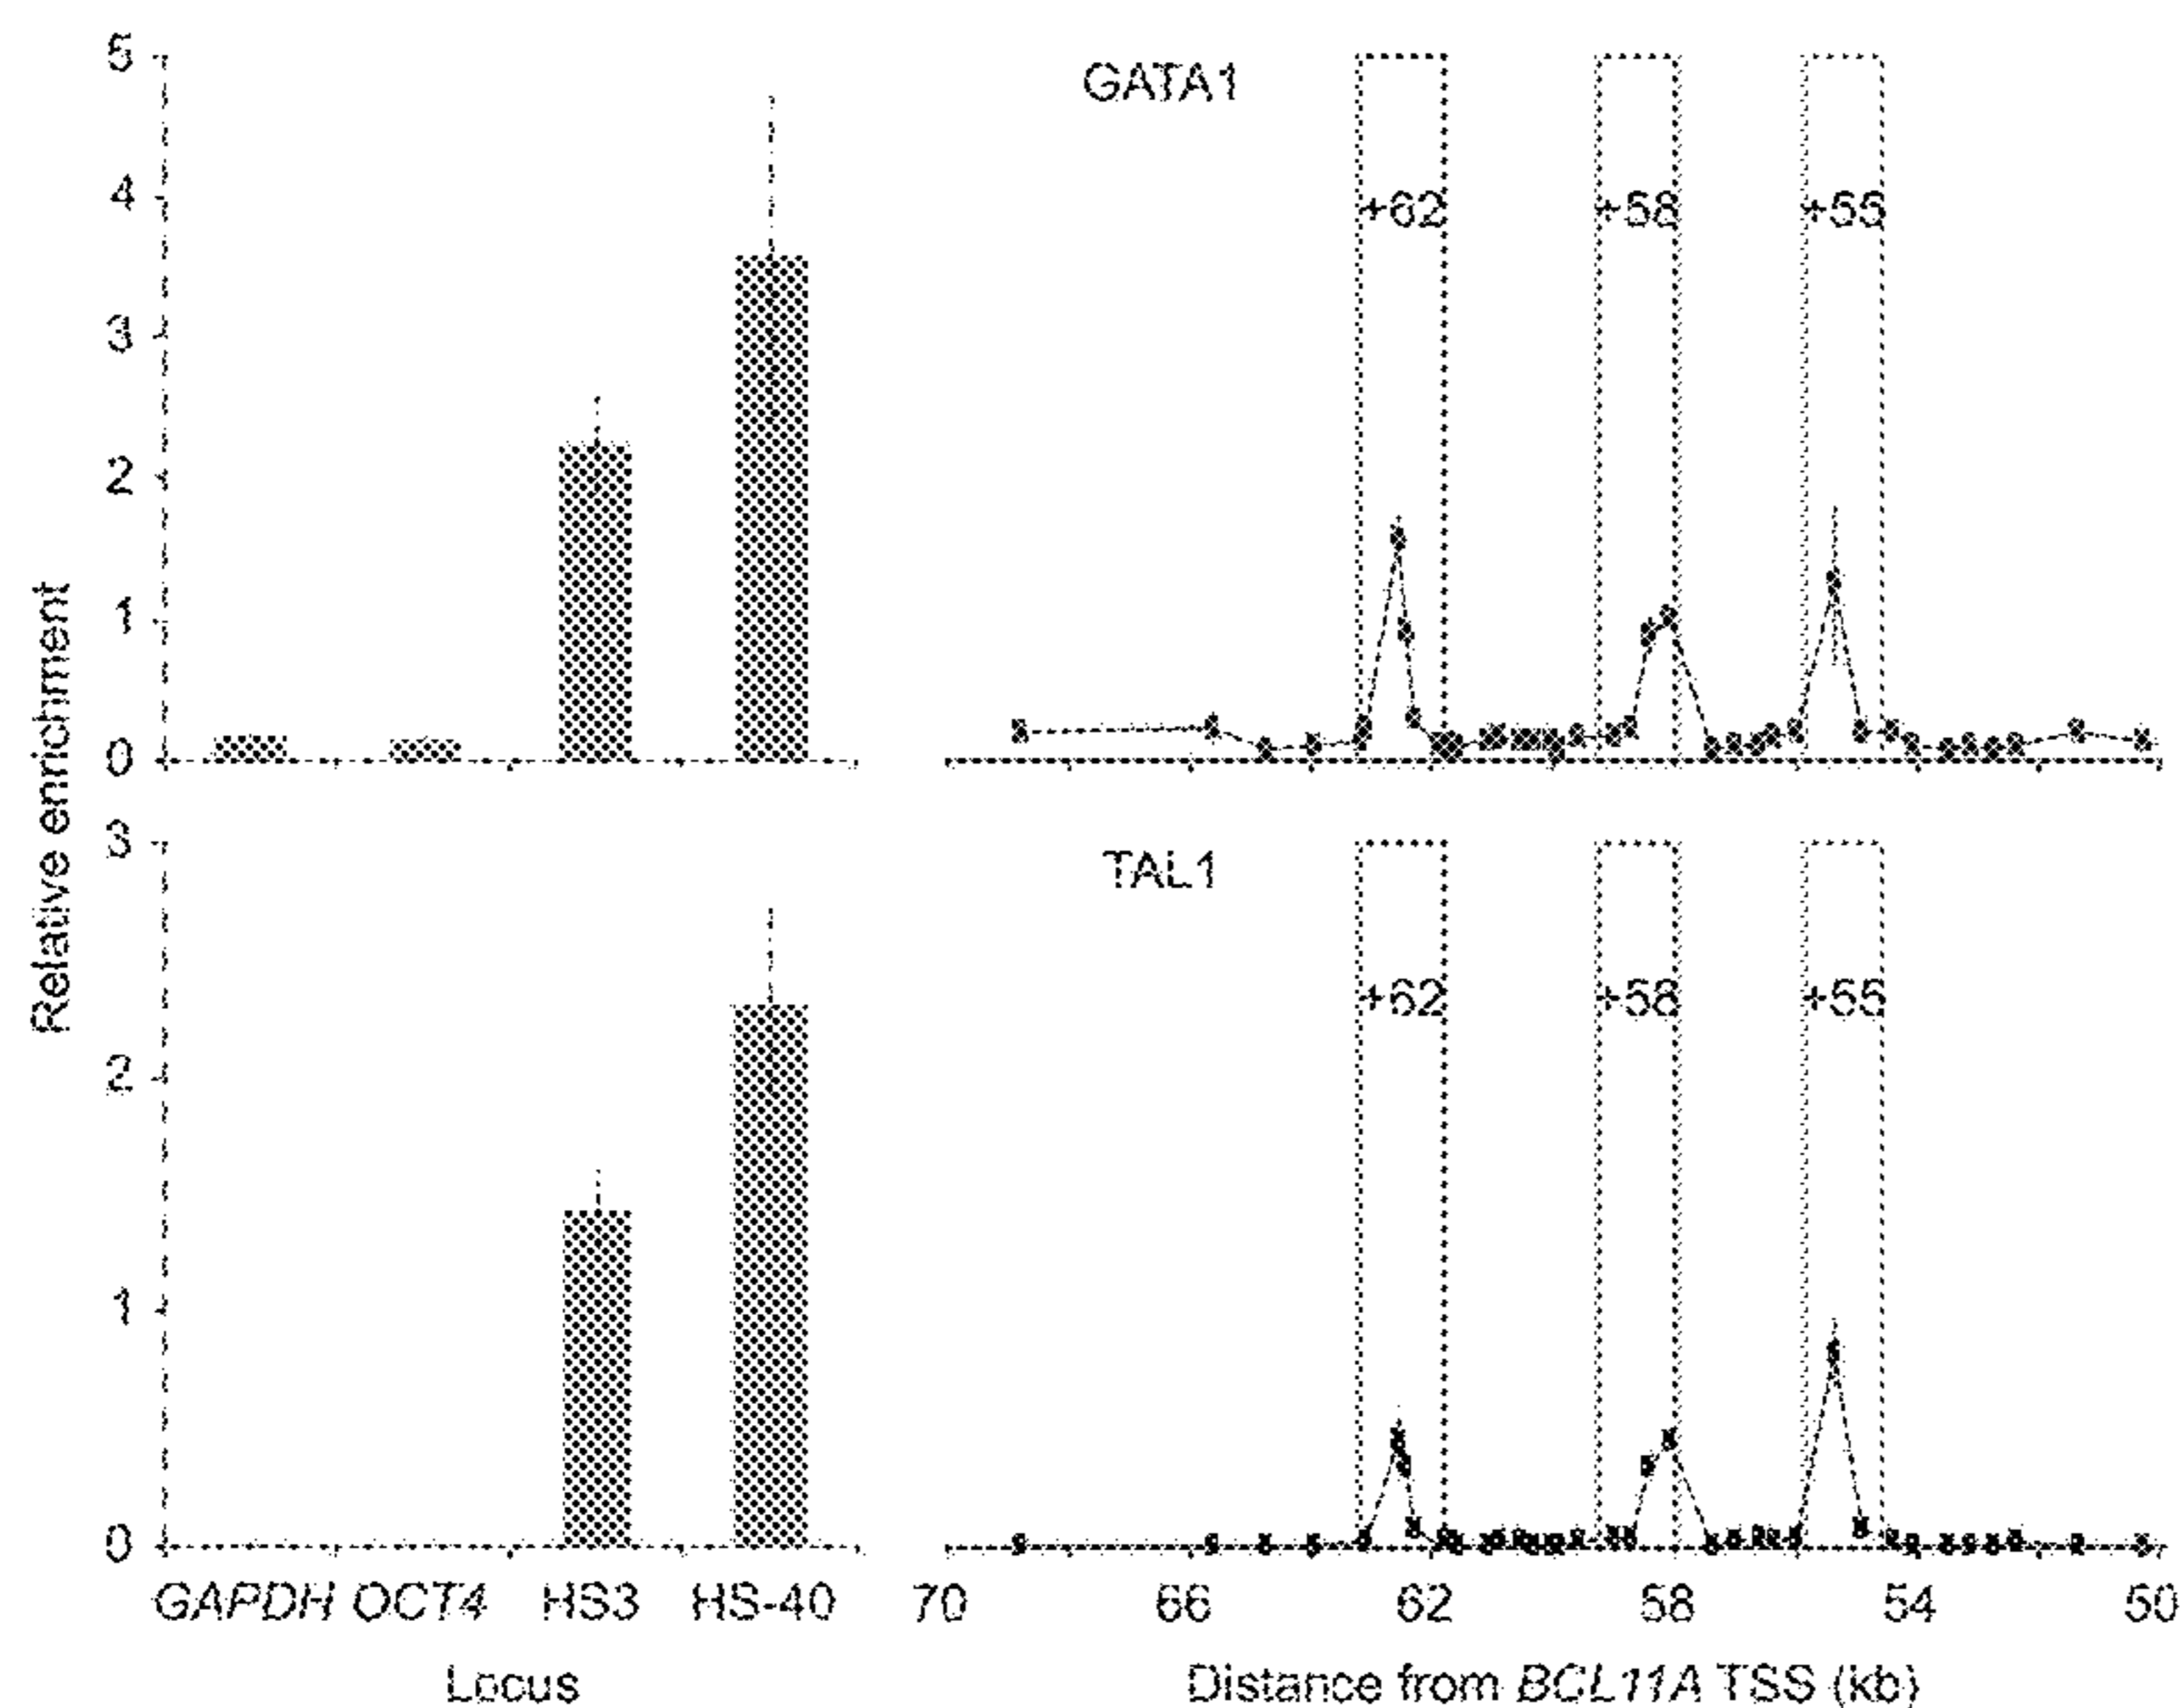 Relative enrichment
5
4
3
2
1
0
GATA1
+62 +58 +55
3
2
1
0
TAL1
+62 +58 +55
GAPDH OCT4 HS3 HS-40
70 66 62 58 54 50
Locus
Distance from BCL11A TSS (kb)